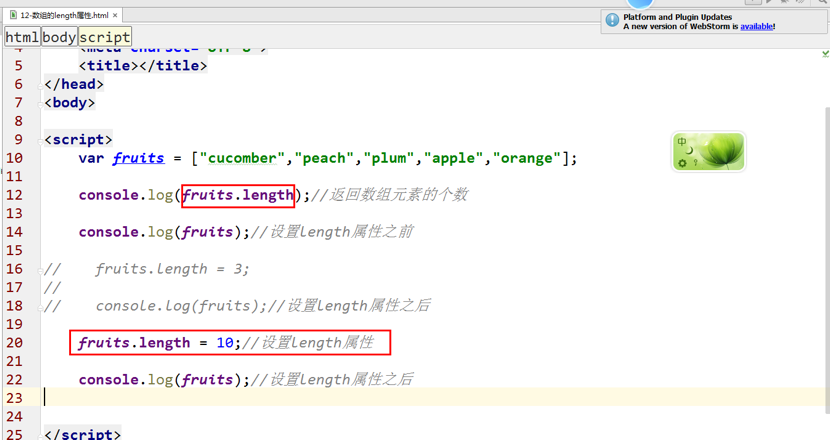 12-数组的length属性.html ×
Platform and Plugin Updates
A new version of WebStorm is available!
html body script
4 <meta charset="UTF-8">
5 <title></title>
6 </head>
7 <body>
8
9 <script>
10 var fruits = ["cucomber","peach","plum","apple","orange"];
11
12 console.log(fruits.length);//返回数组元素的个数
13
14 console.log(fruits);//设置length属性之前
15
16 // fruits.length = 3;
17 //
18 // console.log(fruits);//设置length属性之后
19
20 fruits.length = 10;//设置length属性
21
22 console.log(fruits);//设置length属性之后
23
24
25 </script>
中